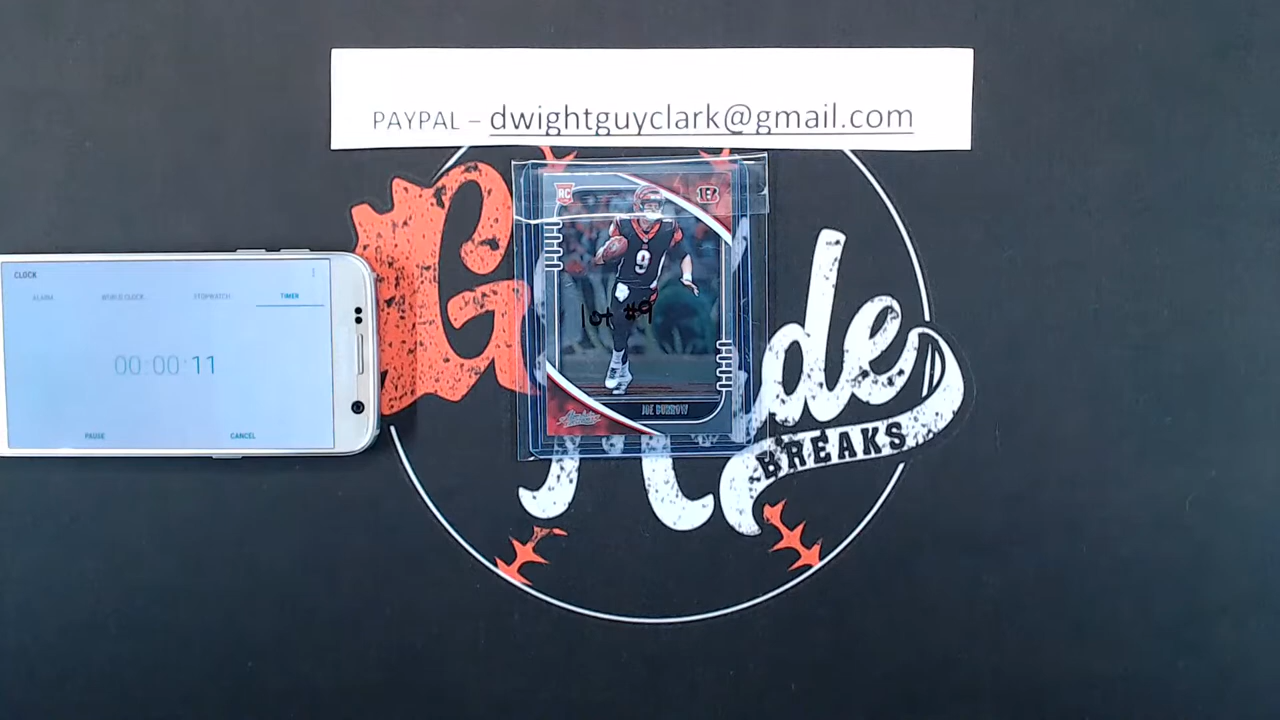 PAYPAL – dwightguyclark@gmail.com
RC
9
lot #9
JOE BURROW
Absolute
CLOCK
ALARM WORLD CLOCK STOPWATCH TIMER
00:00:11
PAUSE CANCEL
BREAKS